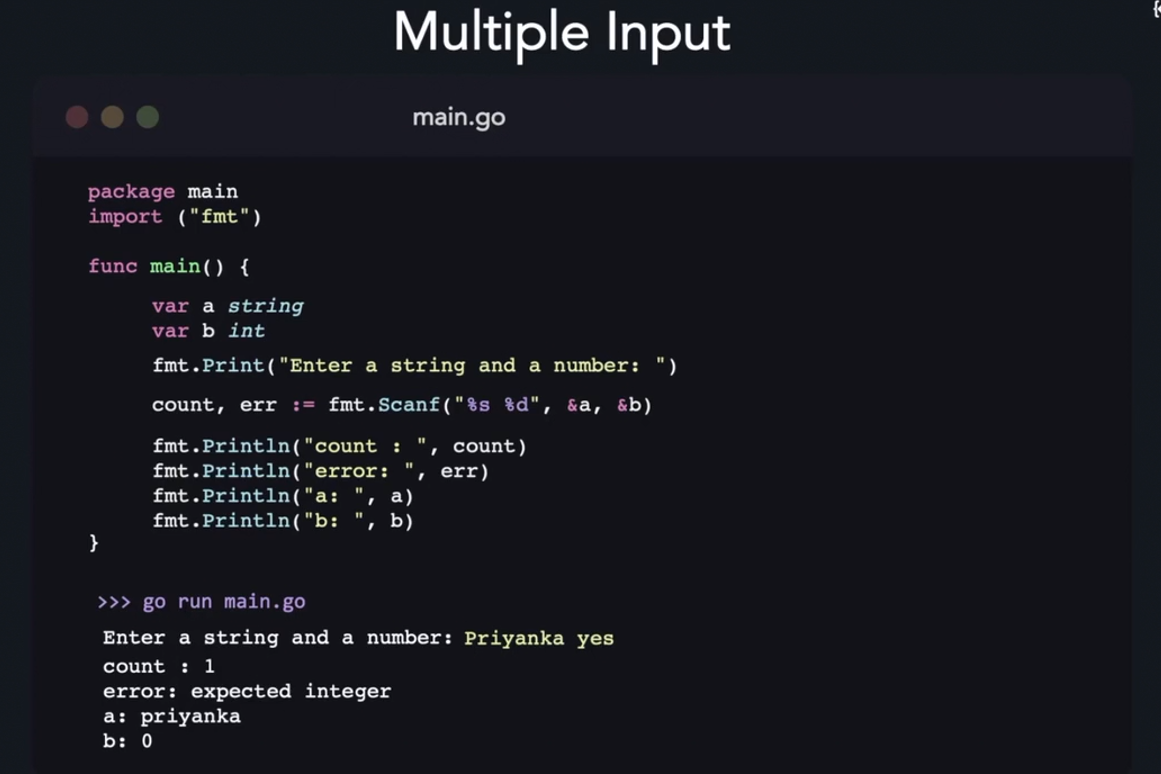 Multiple Input
main.go
package main
import ("fmt")
func main() {
var a string
var b int
fmt.Print("Enter a string and a number: ")
count, err := fmt.Scanf("%s %d", &a, &b)
fmt.Println("count : ", count)
fmt.Println("error: ", err)
fmt.Println("a: ", a)
fmt.Println("b: ", b)
}
>>> go run main.go
Enter a string and a number: Priyanka yes
count : 1
error: expected integer
a: priyanka
b: 0